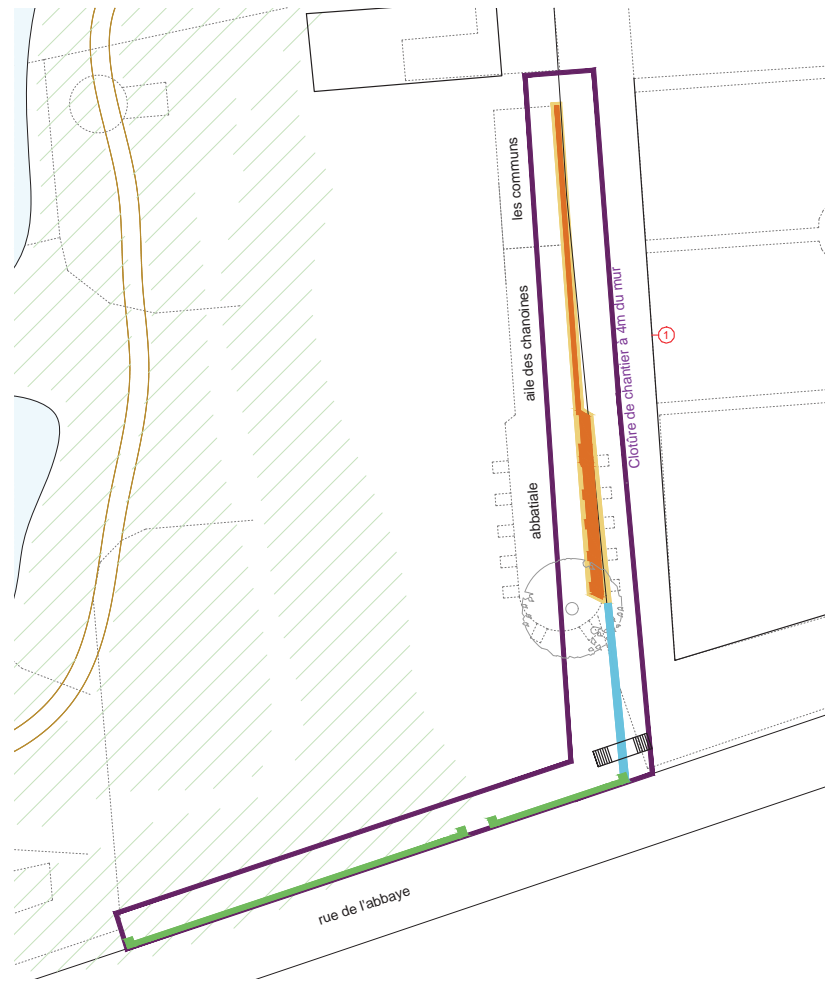 les communs
aile des chanoines
abbatiale
Clotûre de chantier à 4m du mur
1
rue de l'abbaye